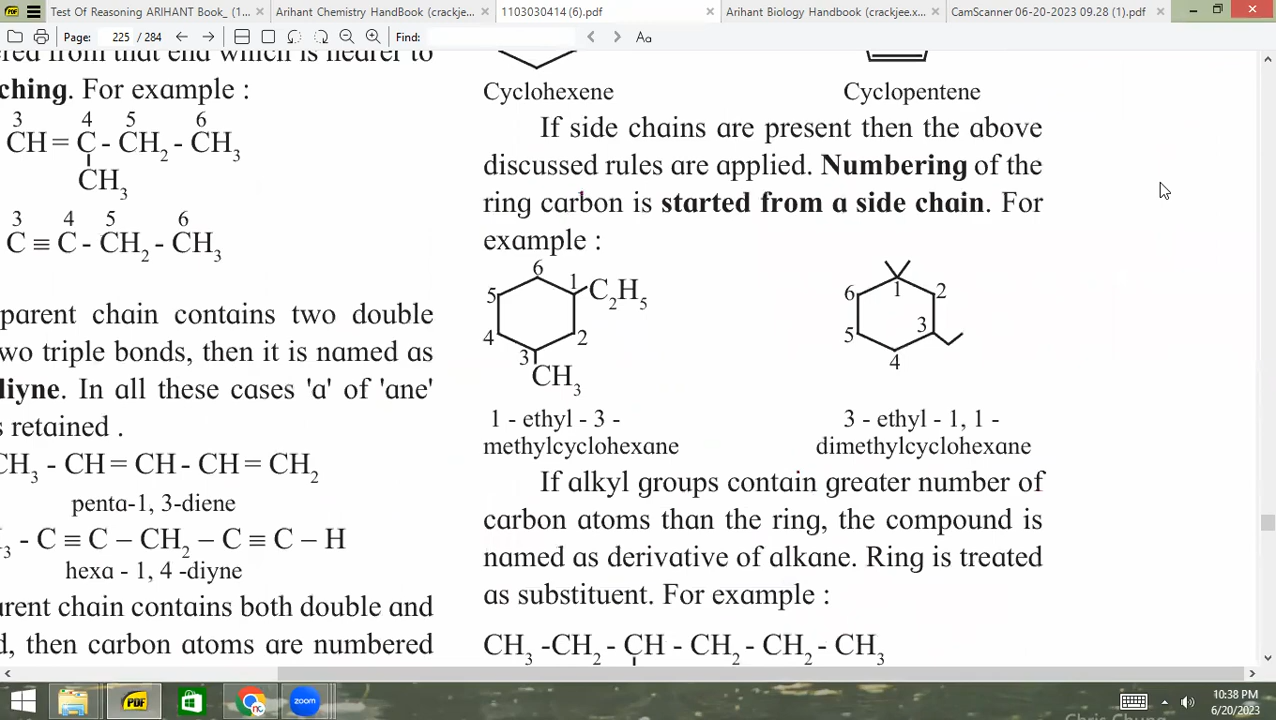 Test Of Reasoning ARIHANT Book_ (1...
Arihant Chemistry HandBook (crackjee...
1103030414 (6).pdf
Arihant Biology Handbook (crackjee.x...
CamScanner 06-20-2023 09.28 (1).pdf
Page: 225 / 284
Find:
Aa
ered from that end which is nearer to
ching. For example :
3 4 5 6
CH = C - CH2 - CH3
CH3
3 4 5 6
C ≡ C - CH2 - CH3
parent chain contains two double
wo triple bonds, then it is named as
diyne. In all these cases 'a' of 'ane'
s retained .
CH3 - CH = CH - CH = CH2
penta-1, 3-diene
3 - C ≡ C – CH2 – C ≡ C – H
hexa - 1, 4 -diyne
arent chain contains both double and
d, then carbon atoms are numbered
Cyclohexene
Cyclopentene
If side chains are present then the above
discussed rules are applied. Numbering of the
ring carbon is started from a side chain. For
example :
6
1
C2H5
5
4
2
3
CH3
1 - ethyl - 3 -
methylcyclohexane
1
2
6
3
5
4
3 - ethyl - 1, 1 -
dimethylcyclohexane
If alkyl groups contain greater number of
carbon atoms than the ring, the compound is
named as derivative of alkane. Ring is treated
as substituent. For example :
CH3 -CH2 - CH - CH2 - CH2 - CH3
PDF
nc
zoom
10:38 PM
6/20/2023
Chris Chung